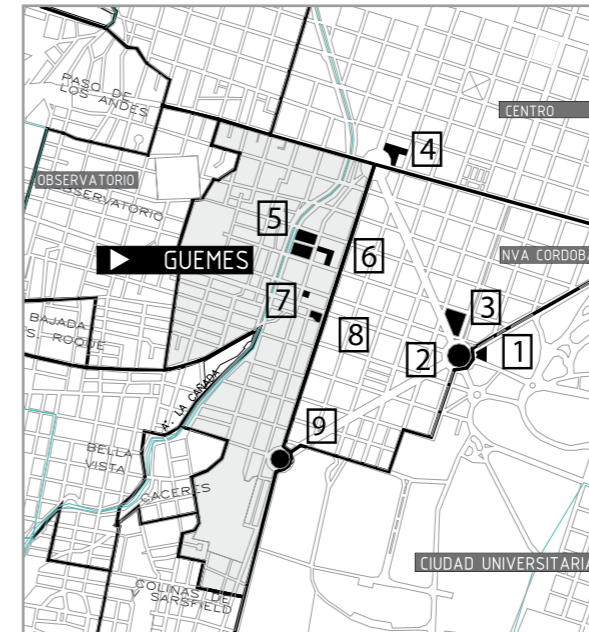 PASO DE
LOS ANDES
CENTRO
4
OBSERVATORIO
OBSERVATORIO
5
6
GUEMES
NVA CORDOBA
7
3
8
2
1
BAJADA
S. ROQUE
A° LA CAÑADA
9
BELLA
VISTA
CACERES
CIUDAD UNIVERSITARIA
COLINAS DE
V SARSFIELD